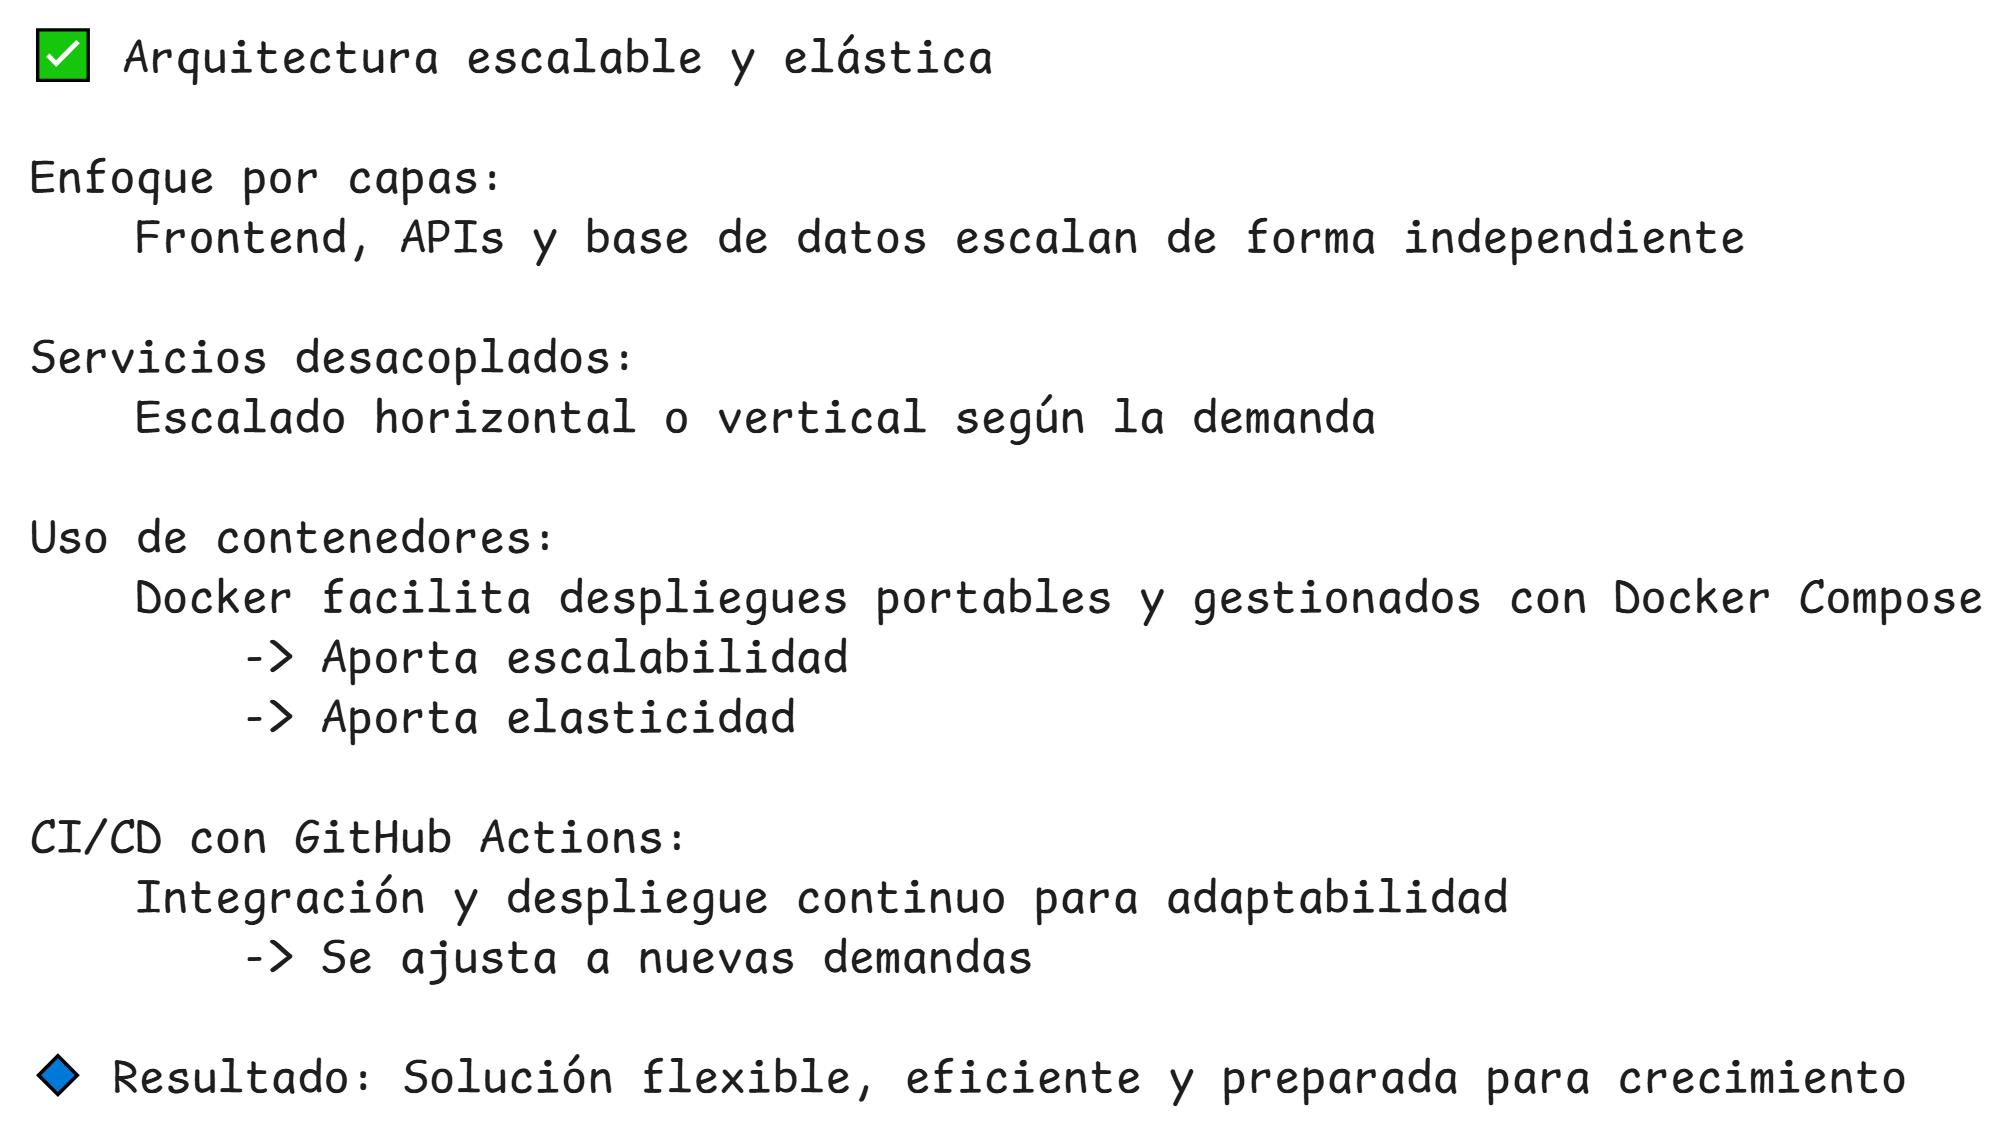 ✅ Arquitectura escalable y elástica
Enfoque por capas:
Frontend, APIs y base de datos escalan de forma independiente
Servicios desacoplados:
Escalado horizontal o vertical según la demanda
Uso de contenedores:
Docker facilita despliegues portables y gestionados con Docker Compose
-> Aporta escalabilidad
-> Aporta elasticidad
CI/CD con GitHub Actions:
Integración y despliegue continuo para adaptabilidad
-> Se ajusta a nuevas demandas
🔷 Resultado: Solución flexible, eficiente y preparada para crecimiento